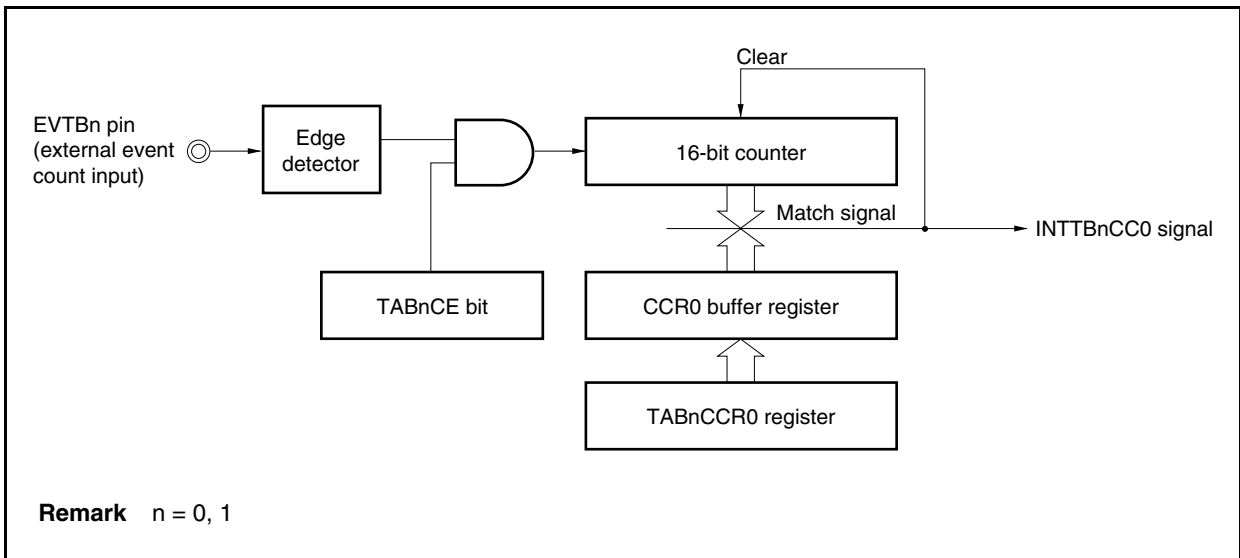 Clear
EVTBn pin
(external event
count input)
Edge
detector
16-bit counter
Match signal
INTTBnCC0 signal
TABnCE bit
CCR0 buffer register
TABnCCR0 register
Remark n = 0, 1